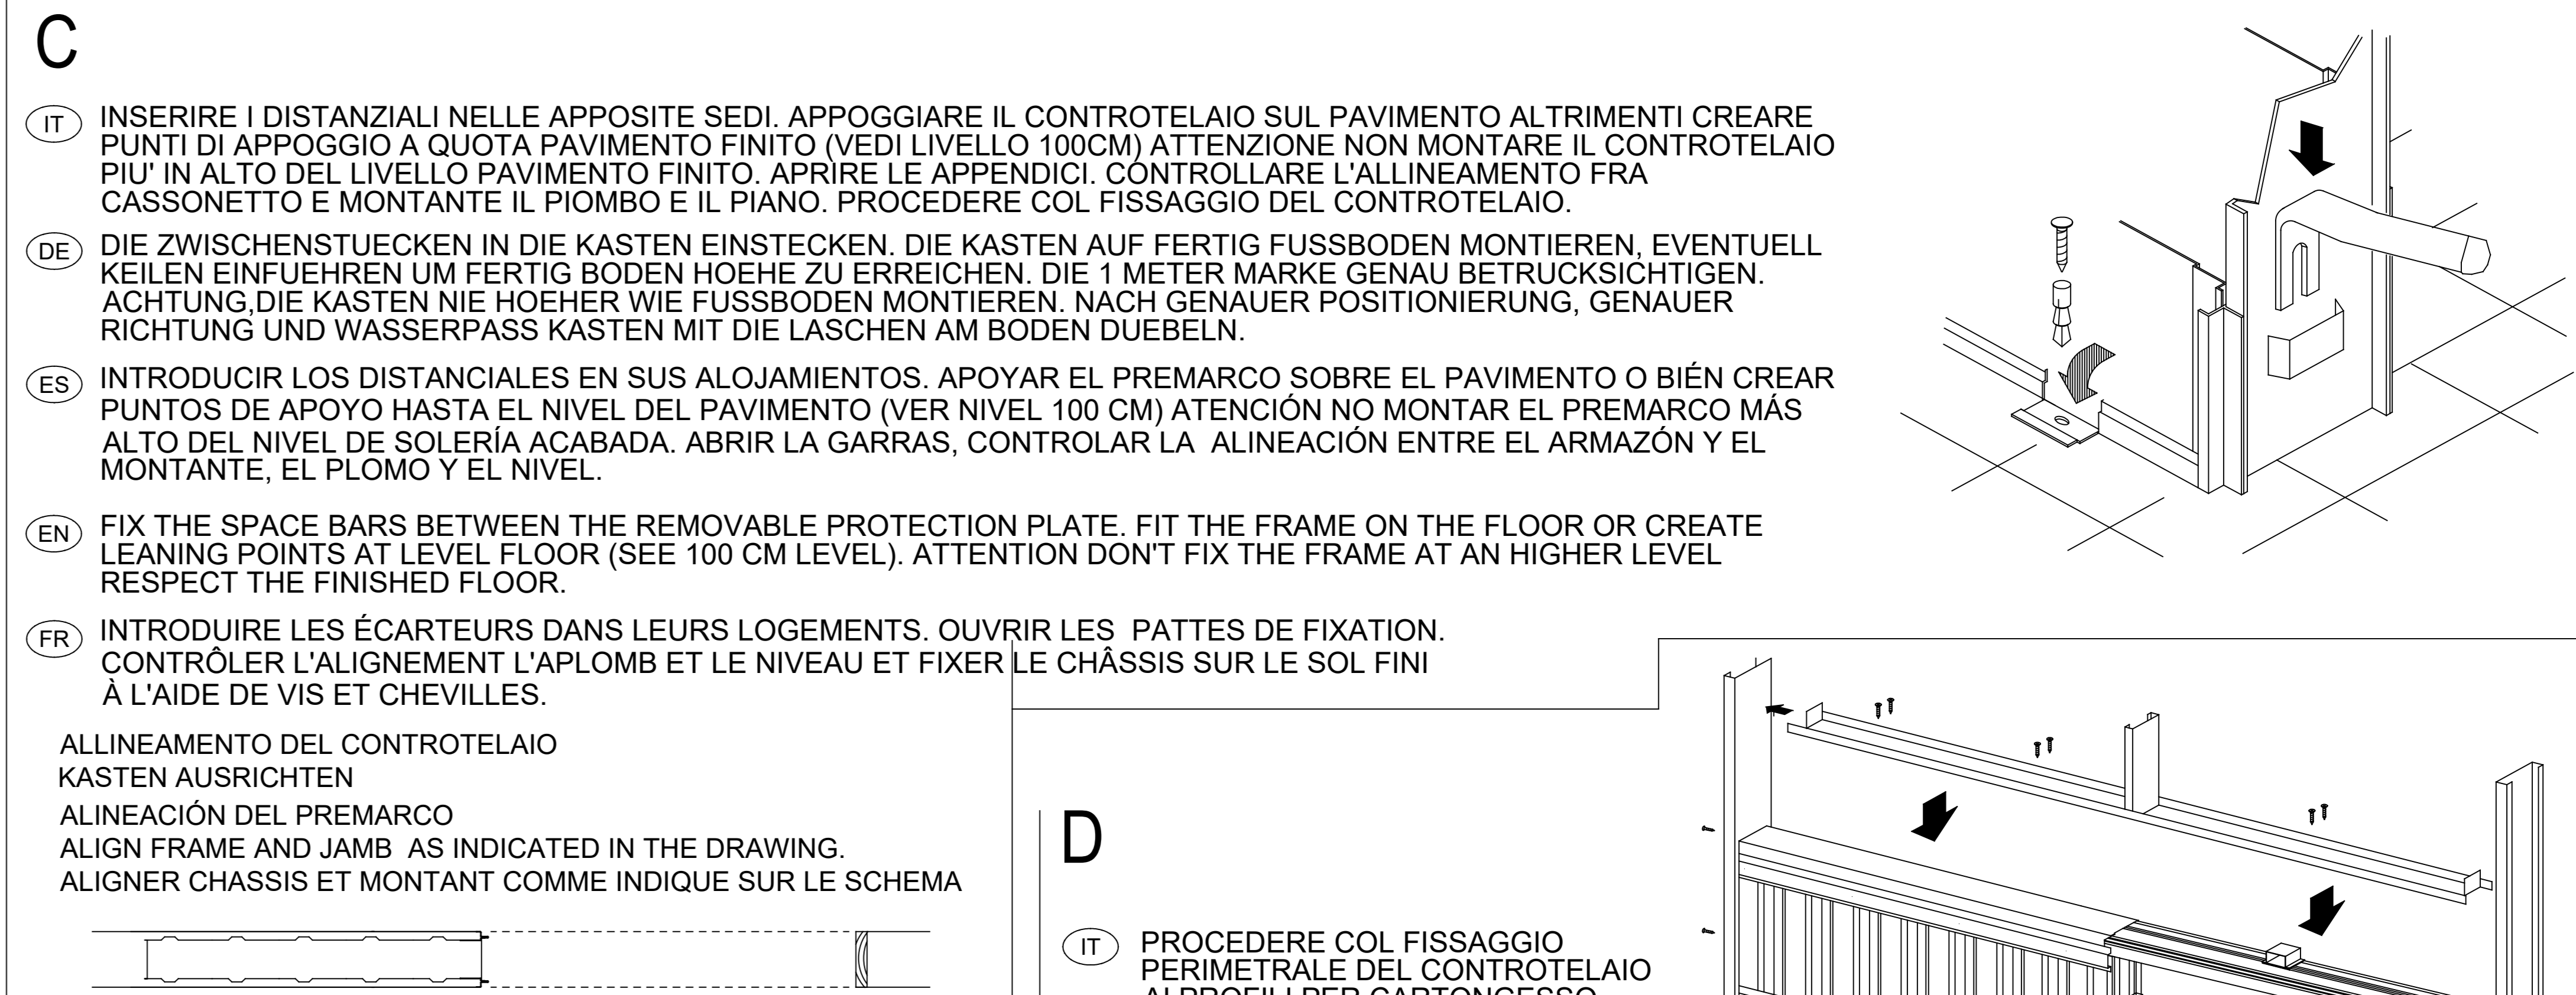 C
IT INSERIRE I DISTANZIALI NELLE APPOSITE SEDI. APPOGGIARE IL CONTROTELAIO SUL PAVIMENTO ALTRIMENTI CREARE
PUNTI DI APPOGGIO A QUOTA PAVIMENTO FINITO (VEDI LIVELLO 100CM) ATTENZIONE NON MONTARE IL CONTROTELAIO
PIU' IN ALTO DEL LIVELLO PAVIMENTO FINITO. APRIRE LE APPENDICI. CONTROLLARE L'ALLINEAMENTO FRA
CASSONETTO E MONTANTE IL PIOMBO E IL PIANO. PROCEDERE COL FISSAGGIO DEL CONTROTELAIO.
DE DIE ZWISCHENSTUECKEN IN DIE KASTEN EINSTECKEN. DIE KASTEN AUF FERTIG FUSSBODEN MONTIEREN, EVENTUELL
KEILEN EINFUEHREN UM FERTIG BODEN HOEHE ZU ERREICHEN. DIE 1 METER MARKE GENAU BETRUCKSICHTIGEN.
ACHTUNG,DIE KASTEN NIE HOEHER WIE FUSSBODEN MONTIEREN. NACH GENAUER POSITIONIERUNG, GENAUER
RICHTUNG UND WASSERPASS KASTEN MIT DIE LASCHEN AM BODEN DUEBELN.
ES INTRODUCIR LOS DISTANCIALES EN SUS ALOJAMIENTOS. APOYAR EL PREMARCO SOBRE EL PAVIMENTO O BIÉN CREAR
PUNTOS DE APOYO HASTA EL NIVEL DEL PAVIMENTO (VER NIVEL 100 CM) ATENCIÓN NO MONTAR EL PREMARCO MÁS
ALTO DEL NIVEL DE SOLERÍA ACABADA. ABRIR LA GARRAS, CONTROLAR LA ALINEACIÓN ENTRE EL ARMAZÓN Y EL
MONTANTE, EL PLOMO Y EL NIVEL.
EN FIX THE SPACE BARS BETWEEN THE REMOVABLE PROTECTION PLATE. FIT THE FRAME ON THE FLOOR OR CREATE
LEANING POINTS AT LEVEL FLOOR (SEE 100 CM LEVEL). ATTENTION DON'T FIX THE FRAME AT AN HIGHER LEVEL
RESPECT THE FINISHED FLOOR.
FR INTRODUIRE LES ÉCARTEURS DANS LEURS LOGEMENTS. OUVRIR LES PATTES DE FIXATION.
CONTRÔLER L'ALIGNEMENT L'APLOMB ET LE NIVEAU ET FIXER LE CHÂSSIS SUR LE SOL FINI
À L'AIDE DE VIS ET CHEVILLES.
ALLINEAMENTO DEL CONTROTELAIO
KASTEN AUSRICHTEN
ALINEACIÓN DEL PREMARCO
ALIGN FRAME AND JAMB AS INDICATED IN THE DRAWING.
ALIGNER CHASSIS ET MONTANT COMME INDIQUE SUR LE SCHEMA
D
IT PROCEDERE COL FISSAGGIO
PERIMETRALE DEL CONTROTELAIO
AI PROFILI PER CARTONGESSO